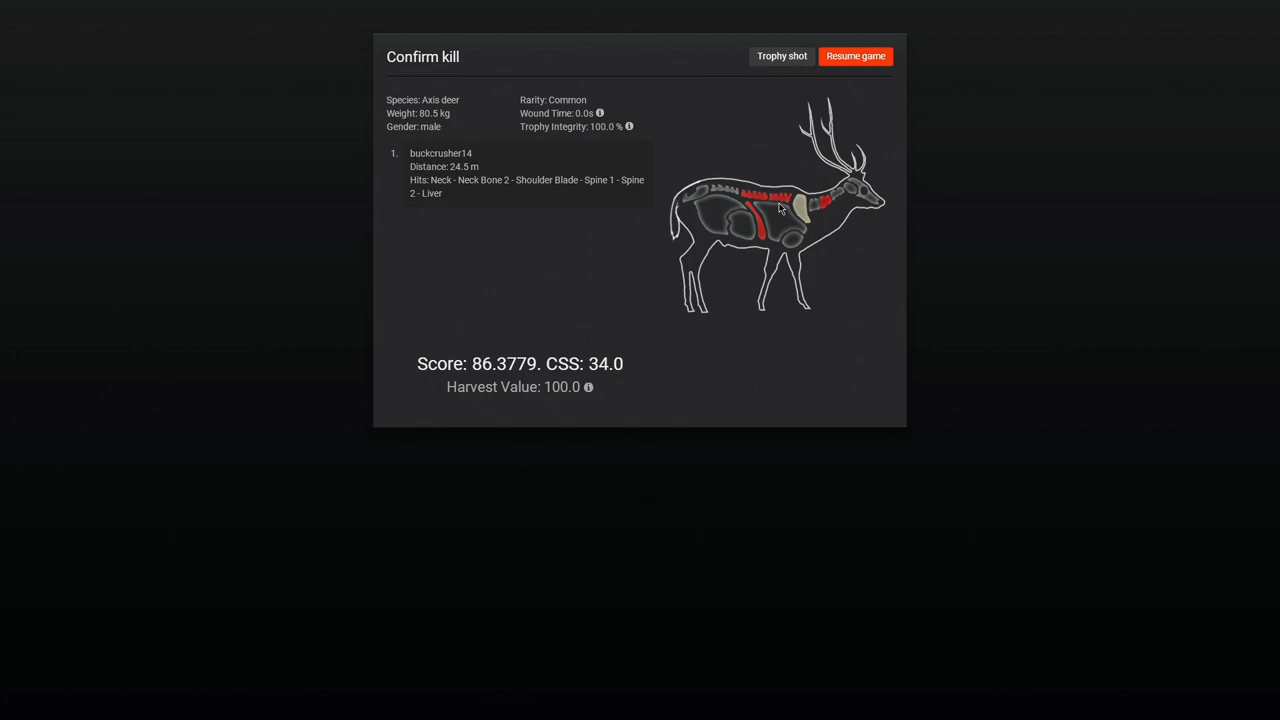 Confirm kill
Trophy shot
Resume game
Species: Axis deer
Weight: 80.5 kg
Gender: male
Rarity: Common
Wound Time: 0.0s
Trophy Integrity: 100.0 %
1.
buckcrusher14
Distance: 24.5 m
Hits: Neck - Neck Bone 2 - Shoulder Blade - Spine 1 - Spine
2 - Liver
Score: 86.3779. CSS: 34.0
Harvest Value: 100.0